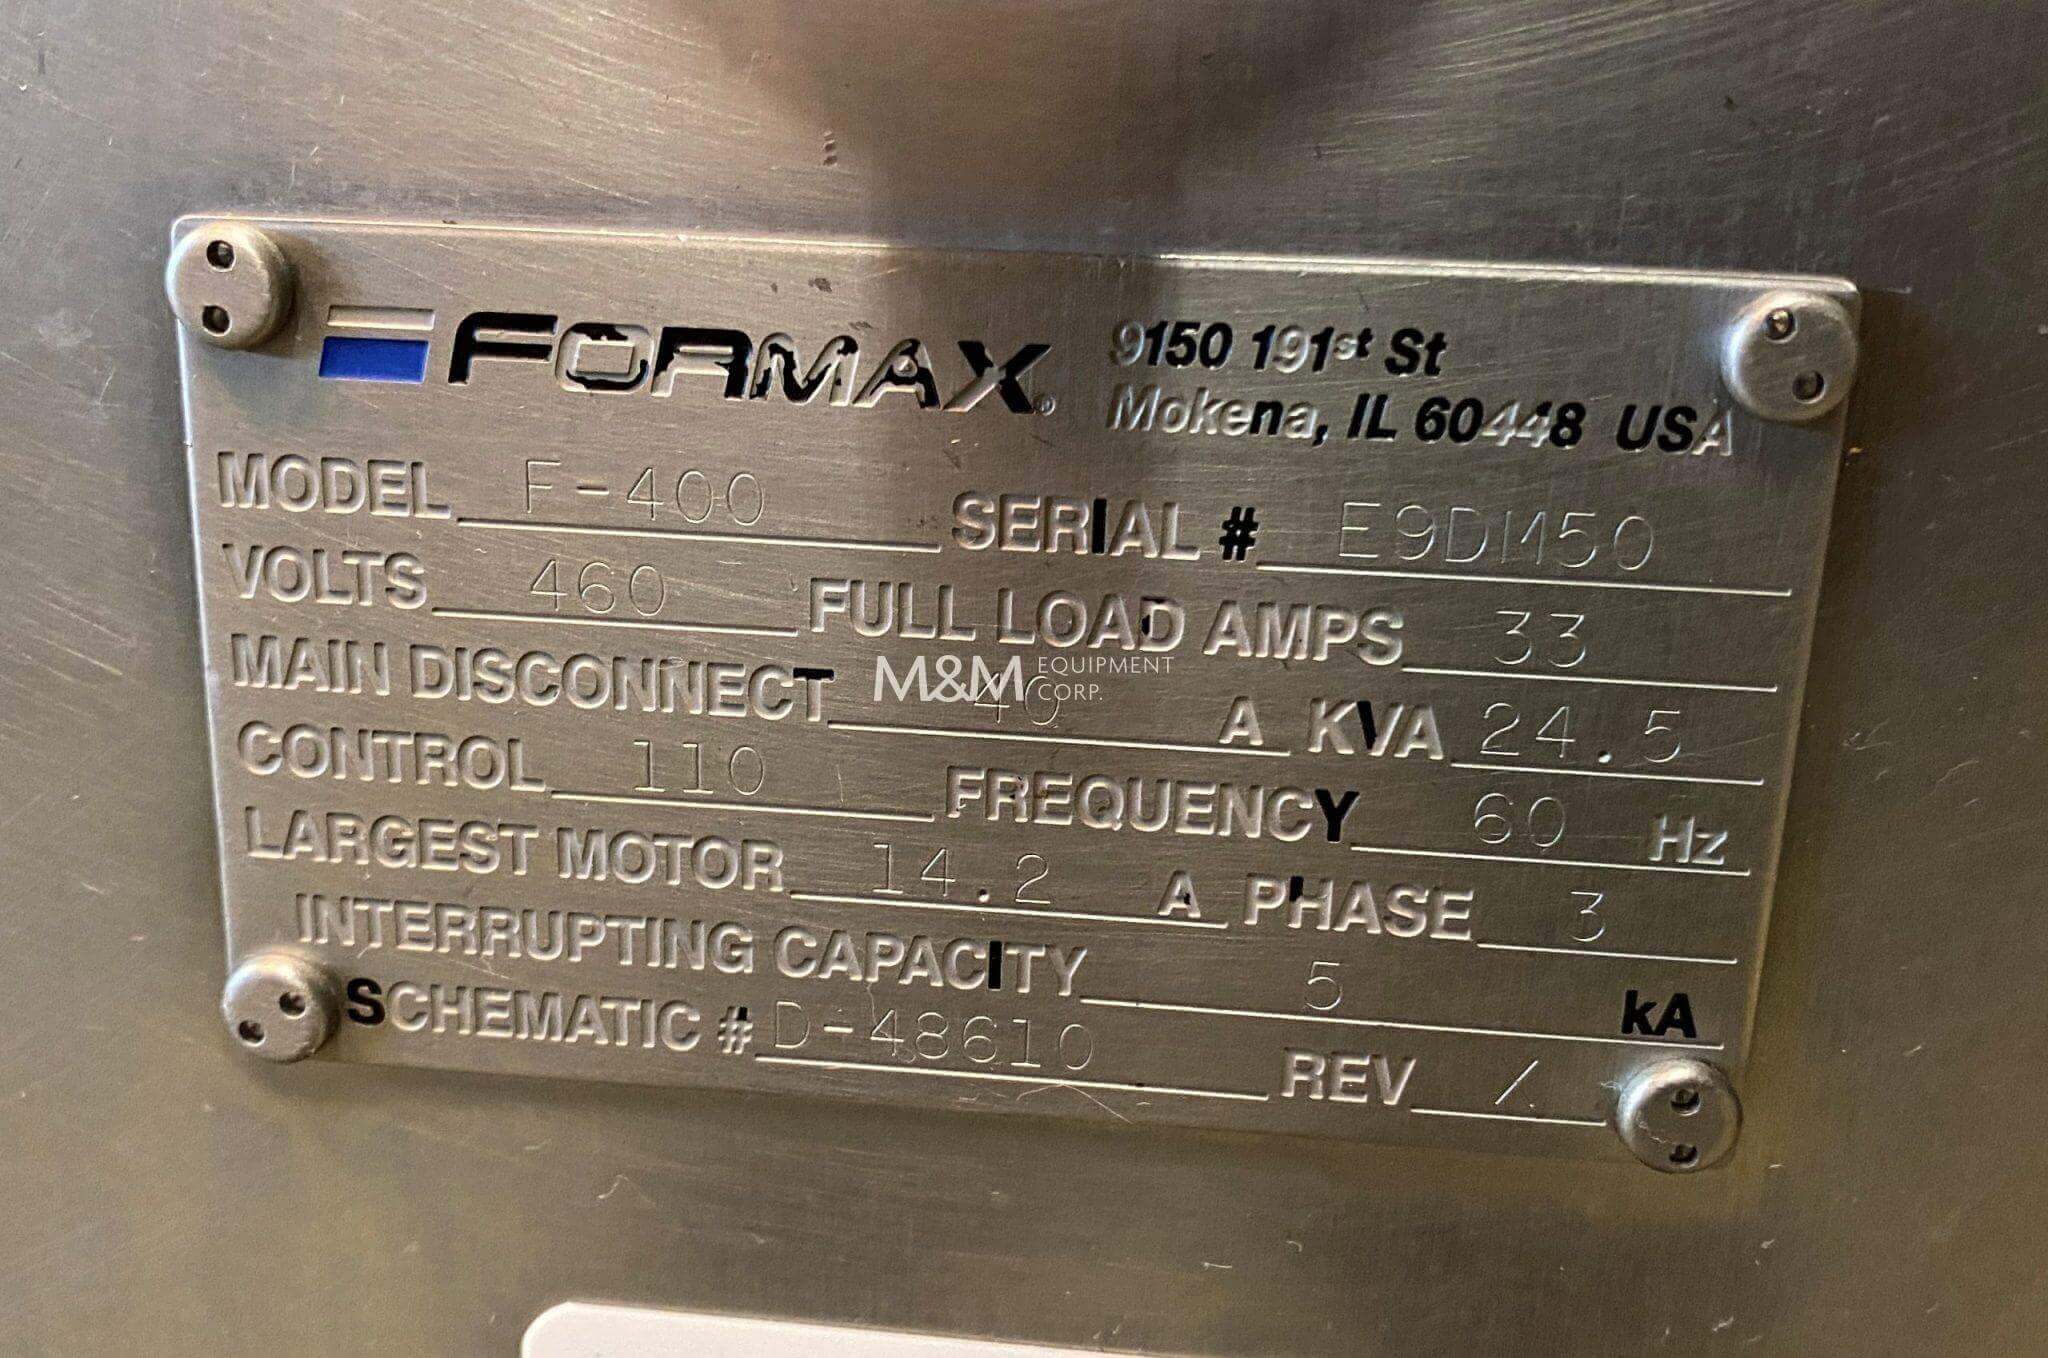 FORMAX® 9150 191st St
Mokena, IL 60448 USA
MODEL F-400 SERIAL # E9DM50
VOLTS 460 FULL LOAD AMPS 33
MAIN DISCONNECT 40 A KVA 24.5
M&M EQUIPMENT CORP.
CONTROL 110 FREQUENCY 60 Hz
LARGEST MOTOR 14.2 A PHASE 3
INTERRUPTING CAPACITY 5 kA
SCHEMATIC # D-48610 REV /